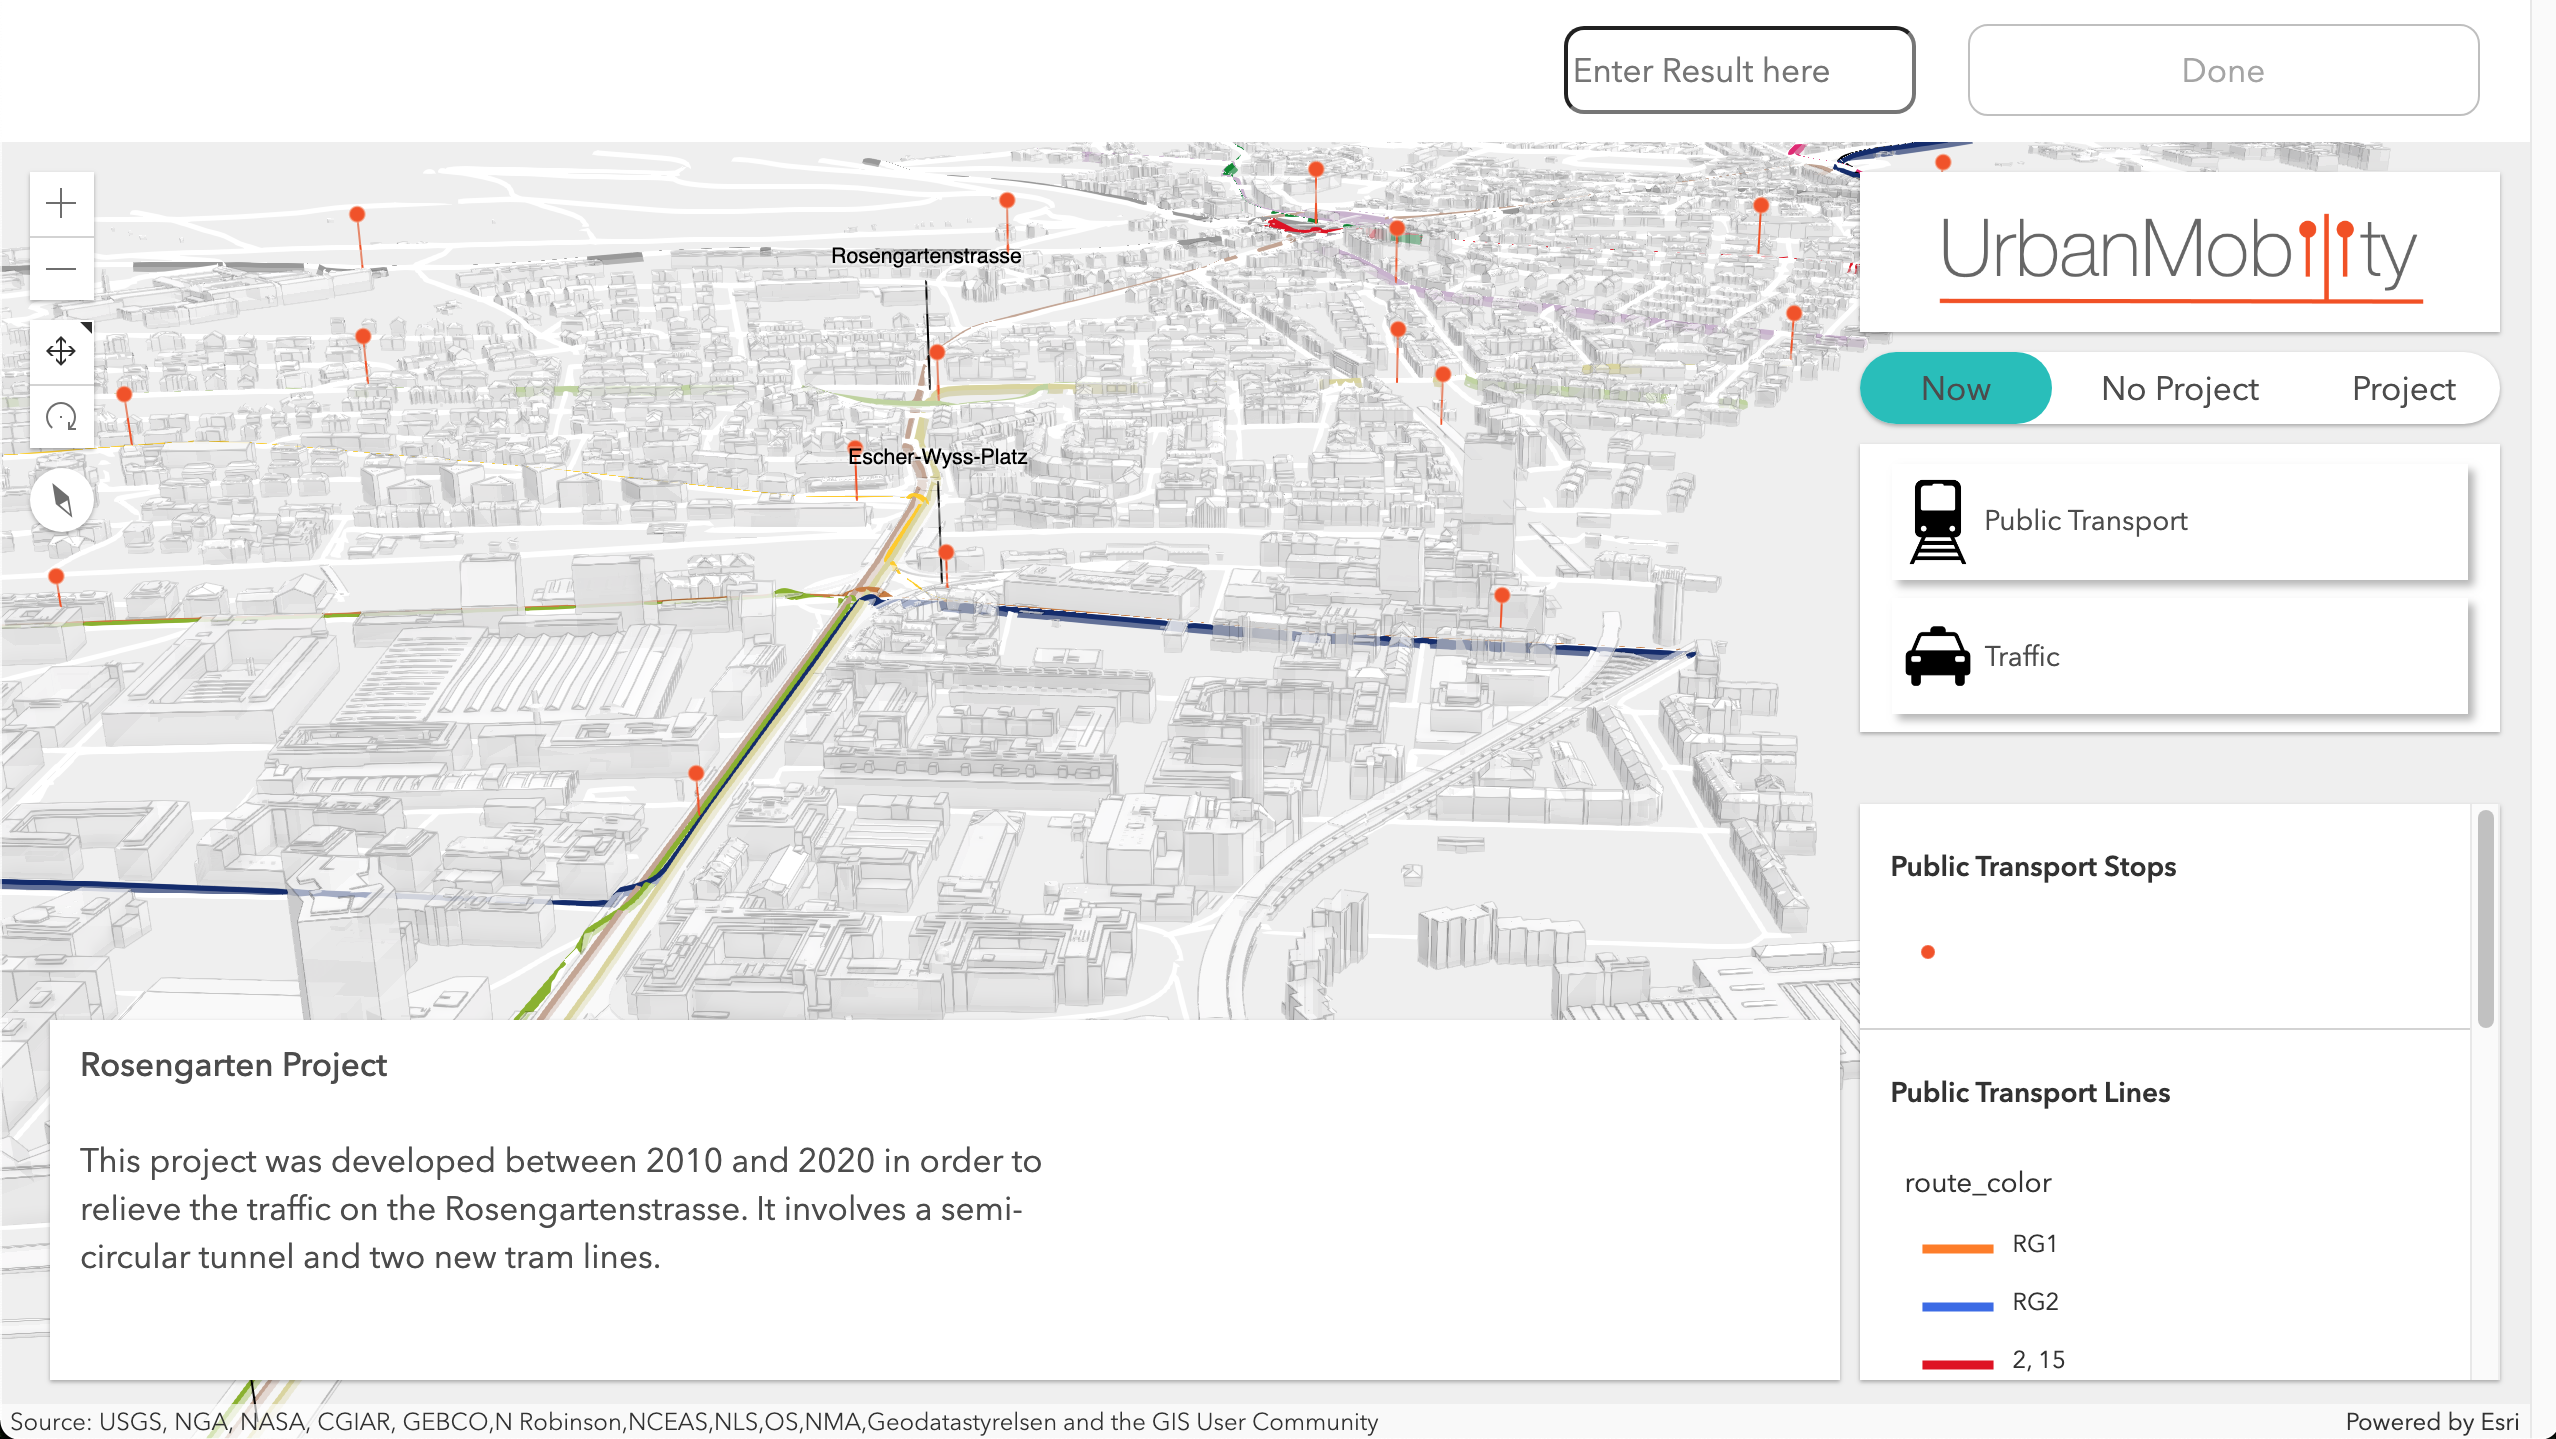 Enter Result here
Done
UrbanMobility
Now
No Project
Project
Rosengartenstrasse
Escher-Wyss-Platz
Public Transport
Traffic
Public Transport Stops
Public Transport Lines
route_color
RG1
RG2
2, 15
Rosengarten Project
This project was developed between 2010 and 2020 in order to
relieve the traffic on the Rosengartenstrasse. It involves a semi-
circular tunnel and two new tram lines.
Source: USGS, NGA, NASA, CGIAR, GEBCO,N Robinson,NCEAS,NLS,OS,NMA,Geodatastyrelsen and the GIS User Community
Powered by Esri